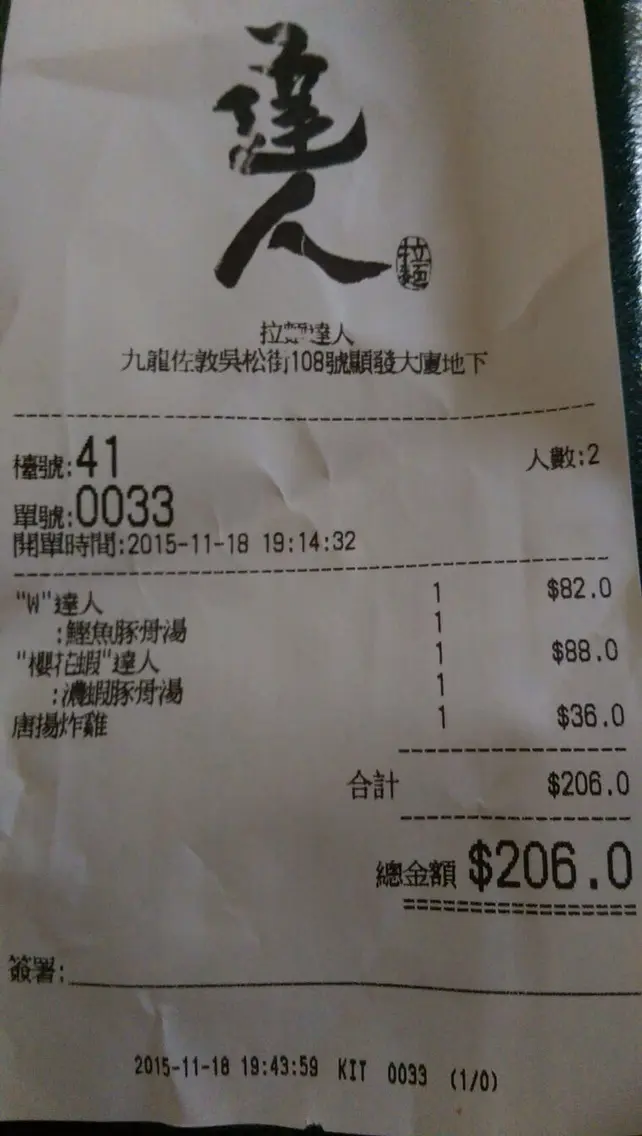 達人
拉麵
拉麵達人
九龍佐敦吳松街108號顯發大廈地下
檯號:41
人數:2
單號:0033
開單時間:2015-11-18 19:14:32
"W"達人 1 $82.0
:鰹魚豚骨湯 1
"櫻花蝦"達人 1 $88.0
:濃蝦豚骨湯 1
唐揚炸雞 1 $36.0
合計 $206.0
總金額 $206.0
簽署:
2015-11-18 19:43:59 KIT 0033 (1/0)